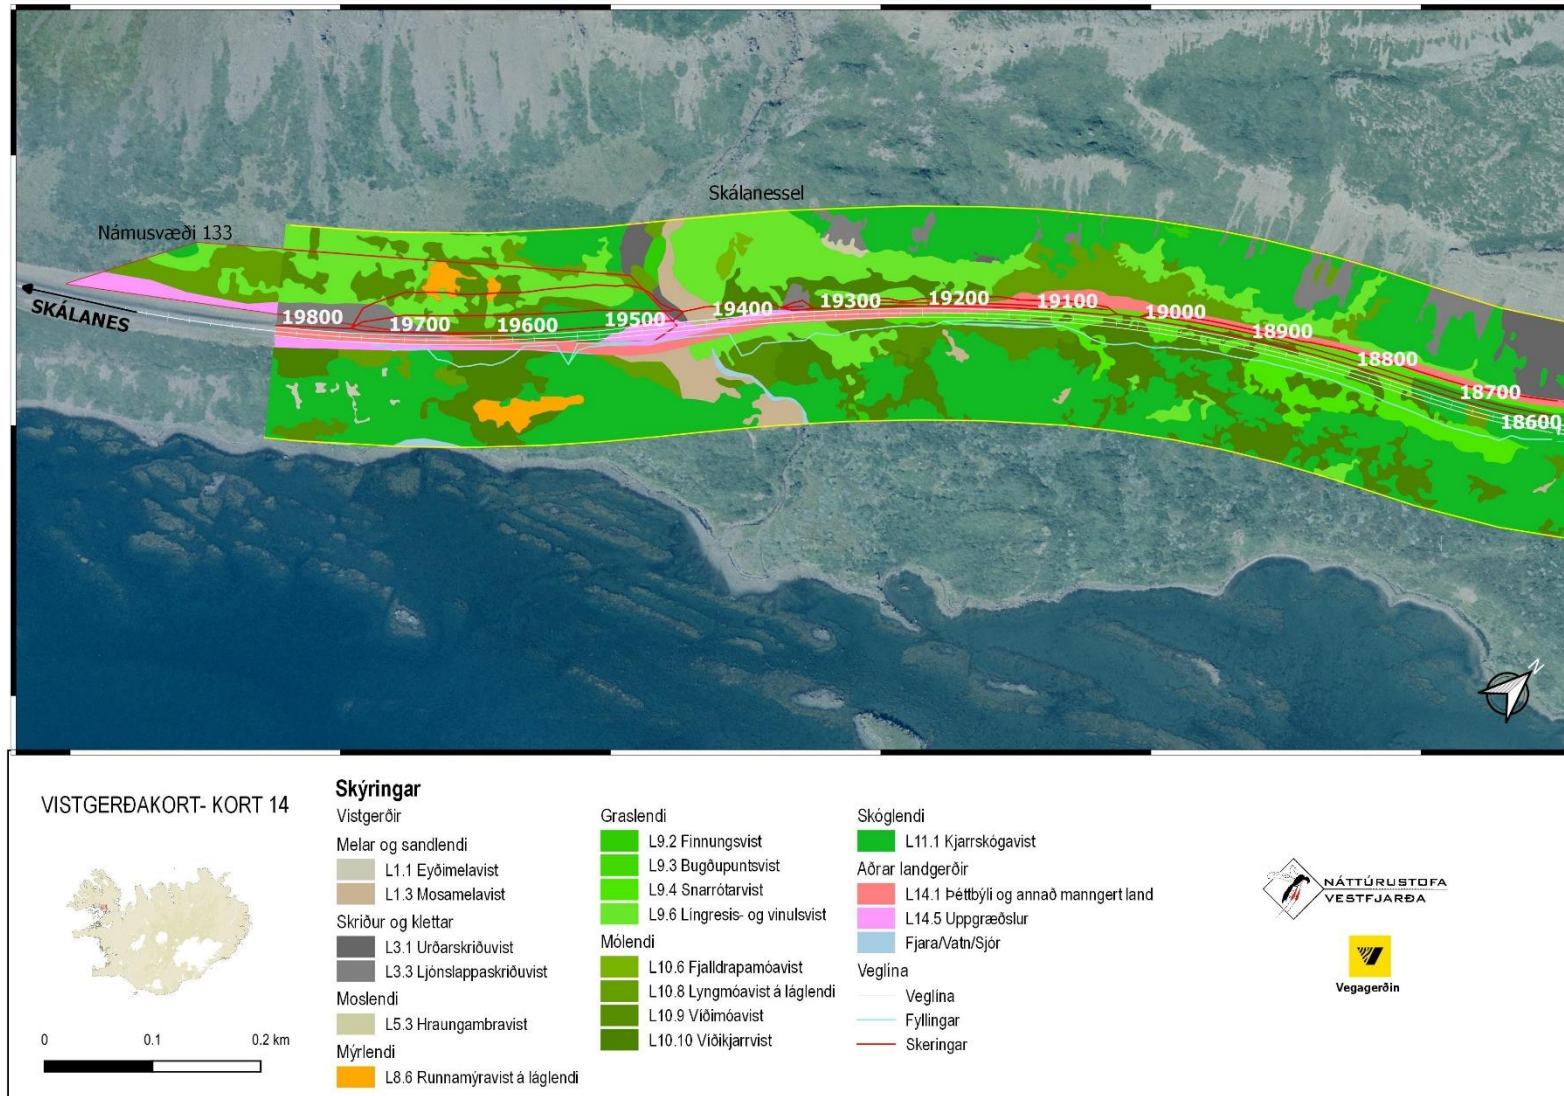 Skálanessel
Námusvæði 133
SKÁLANES
19800
19700
19600
19500
19400
19300
19200
19100
19000
18900
18800
18700
18600
N
VISTGERÐAKORT- KORT 14
0
0.1
0.2 km
Skýringar
Vistgerðir
Melar og sandlendi
L1.1 Eyðimelavist
L1.3 Mosamelavist
Skriður og klettar
L3.1 Urðarskriðuvist
L3.3 Ljónslappaskriðuvist
Moslendi
L5.3 Hraungambravist
Mýrlendi
L8.6 Runnamýravist á láglendi
Graslendi
L9.2 Finnungsvist
L9.3 Bugðupuntsvist
L9.4 Snarrótarvist
L9.6 Língresis- og vinulsvist
Mólendi
L10.6 Fjalldrapamóavist
L10.8 Lyngmóavist á láglendi
L10.9 Víðimóavist
L10.10 Víðikjarrvist
Skóglendi
L11.1 Kjarrskógavist
Aðrar landgerðir
L14.1 Þéttbýli og annað manngert land
L14.5 Uppgræðslur
Fjara/Vatn/Sjór
Veglína
Veglína
Fyllingar
Skeringar
NÁTTÚRUSTOFA
VESTFJARÐA
Vegagerðin